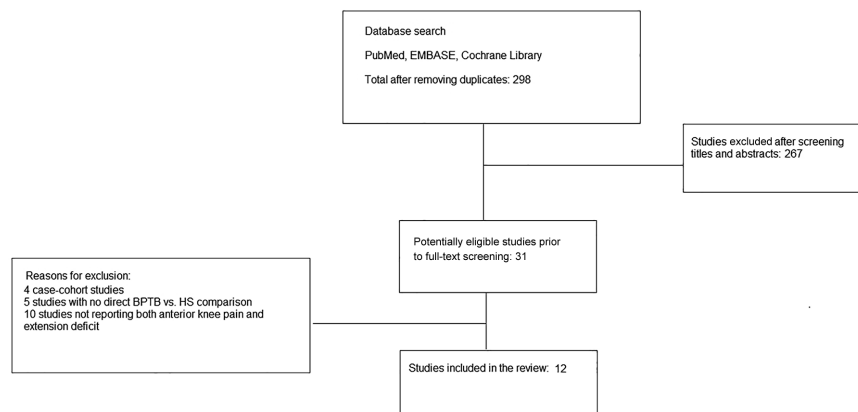 Database search
PubMed, EMBASE, Cochrane Library
Total after removing duplicates: 298
Studies excluded after screening
titles and abstracts: 267
Potentially eligible studies prior
to full-text screening: 31
Reasons for exclusion:
4 case-cohort studies
5 studies with no direct BPTB vs. HS comparison
10 studies not reporting both anterior knee pain and
extension deficit
Studies included in the review: 12